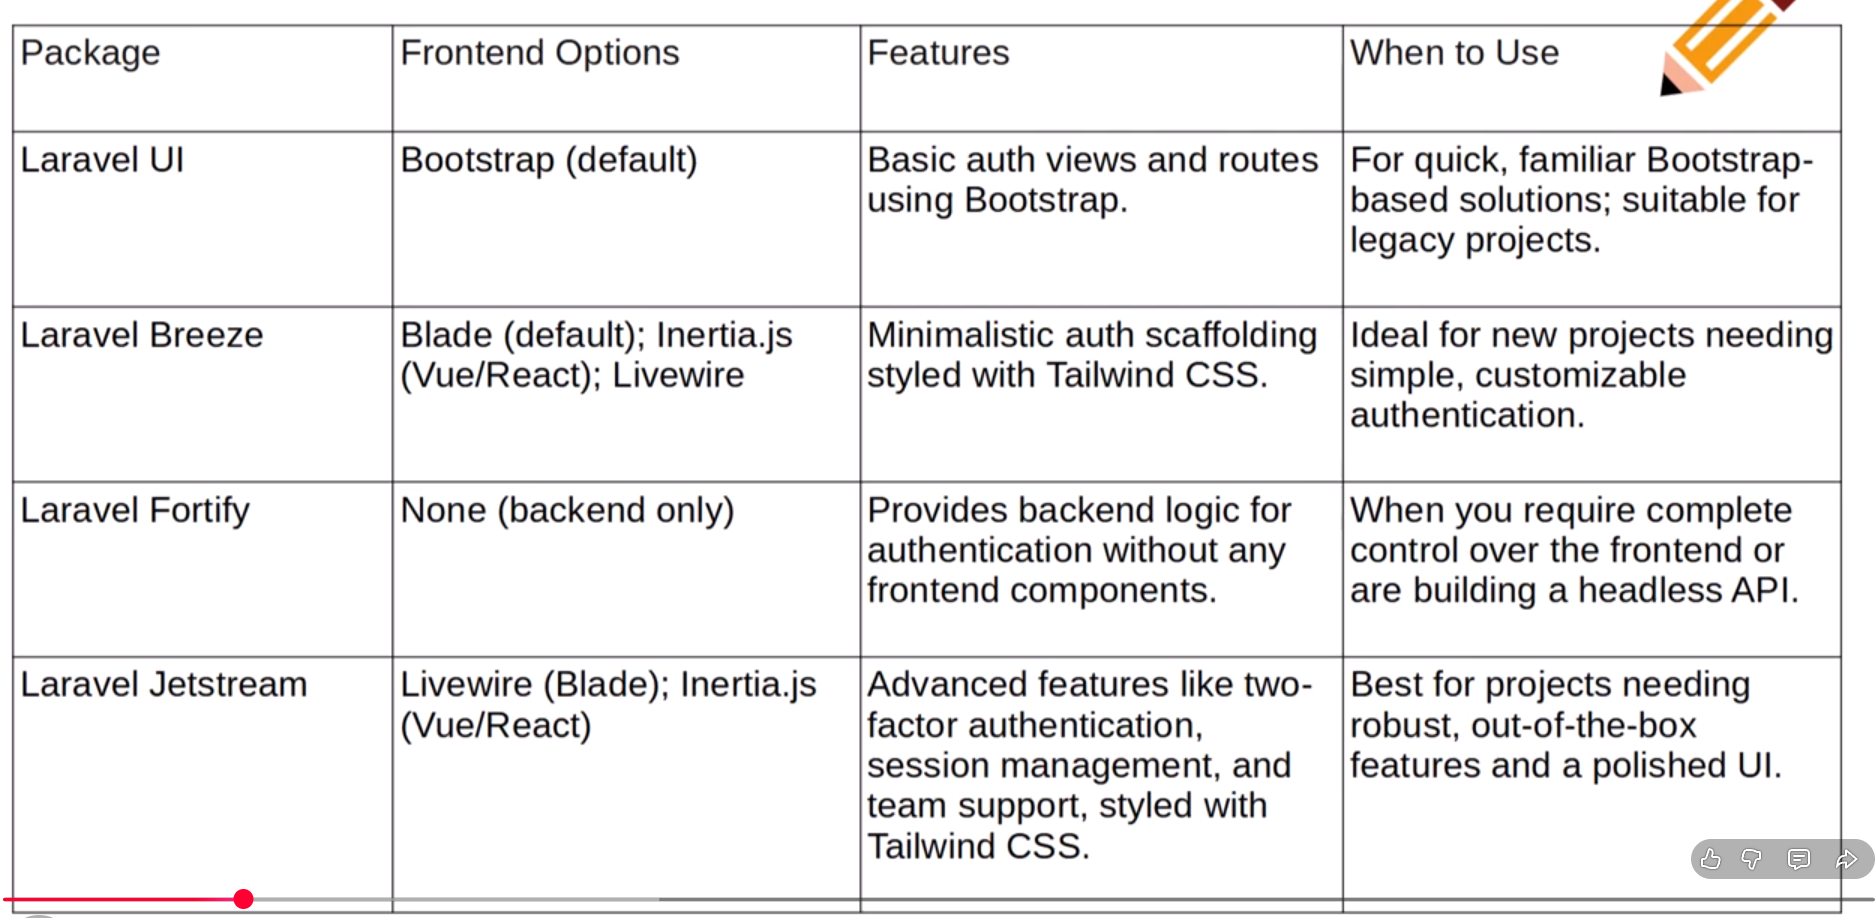 Package
Frontend Options
Features
When to Use
Laravel UI
Bootstrap (default)
Basic auth views and routes
using Bootstrap.
For quick, familiar Bootstrap-
based solutions; suitable for
legacy projects.
Laravel Breeze
Blade (default); Inertia.js
(Vue/React); Livewire
Minimalistic auth scaffolding
styled with Tailwind CSS.
Ideal for new projects needing
simple, customizable
authentication.
Laravel Fortify
None (backend only)
Provides backend logic for
authentication without any
frontend components.
When you require complete
control over the frontend or
are building a headless API.
Laravel Jetstream
Livewire (Blade); Inertia.js
(Vue/React)
Advanced features like two-
factor authentication,
session management, and
team support, styled with
Tailwind CSS.
Best for projects needing
robust, out-of-the-box
features and a polished UI.